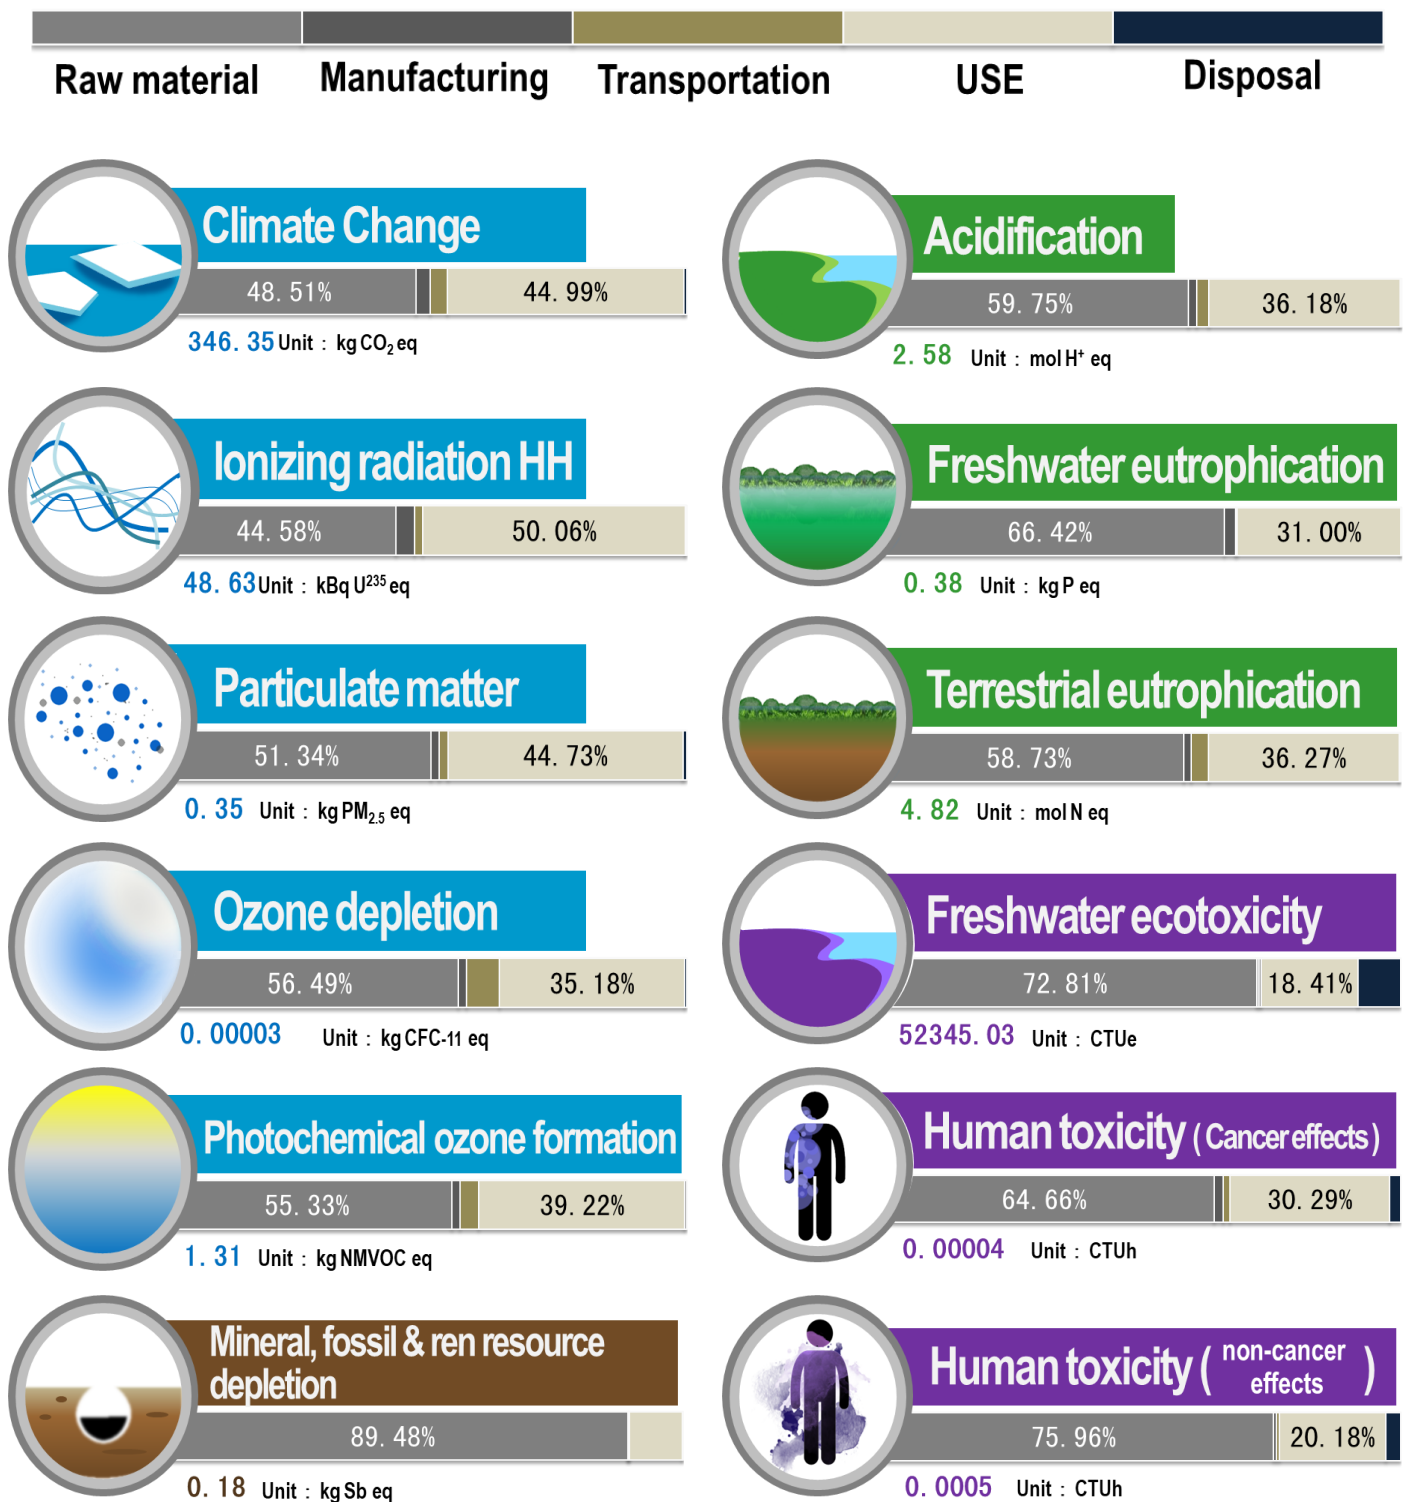 Raw material
Manufacturing
Transportation
USE
Disposal
Climate Change
48. 51%
44. 99%
346. 35 Unit : kg CO₂ eq
Ionizing radiation HH
44. 58%
50. 06%
48. 63 Unit : kBq U²³⁵ eq
Particulate matter
51. 34%
44. 73%
0. 35 Unit : kg PM₂.₅ eq
Ozone depletion
56. 49%
35. 18%
0. 00003 Unit : kg CFC-11 eq
Photochemical ozone formation
55. 33%
39. 22%
1. 31 Unit : kg NMVOC eq
Mineral, fossil & ren resource
depletion
89. 48%
0. 18 Unit : kg Sb eq
Acidification
59. 75%
36. 18%
2. 58 Unit : mol H⁺ eq
Freshwater eutrophication
66. 42%
31. 00%
0. 38 Unit : kg P eq
Terrestrial eutrophication
58. 73%
36. 27%
4. 82 Unit : mol N eq
Freshwater ecotoxicity
72. 81%
18. 41%
52345. 03 Unit : CTUe
Human toxicity ( Cancer effects )
64. 66%
30. 29%
0. 00004 Unit : CTUh
Human toxicity ( non-cancer
effects )
75. 96%
20. 18%
0. 0005 Unit : CTUh